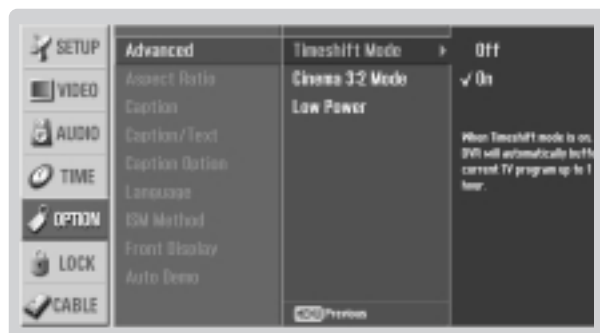 SETUP
VIDEO
AUDIO
TIME
OPTION
LOCK
CABLE
Advanced
Aspect Ratio
Caption
Caption/Text
Caption Option
Language
ISM Method
Front Display
Auto Demo
Timeshift Mode
Cinema 3:2 Mode
Low Power
Previous
Off
✓ On
When Timeshift mode is on,
DVR will automatically buffe
current TV program up to 1
hour.